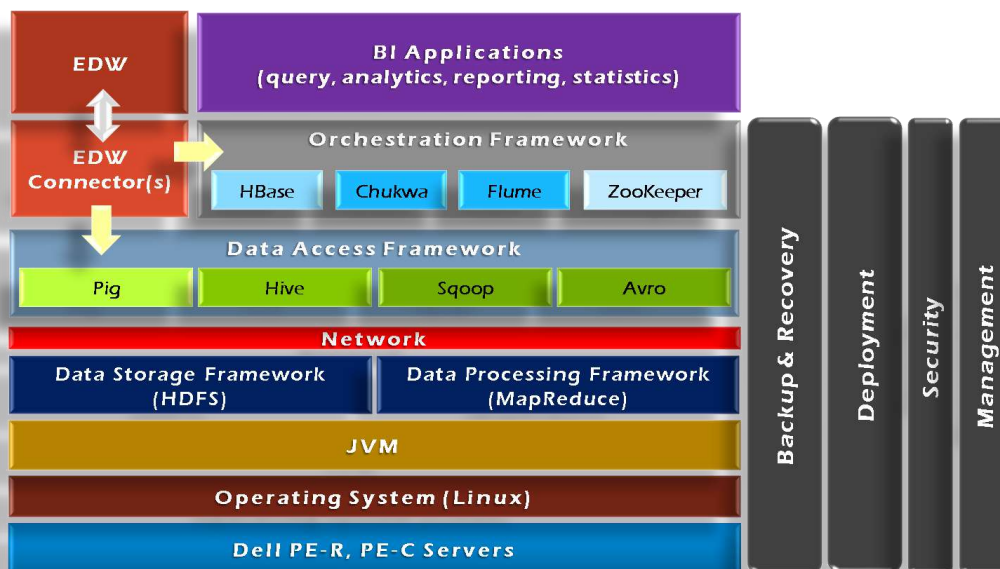 EDW
BI Applications
(query, analytics, reporting, statistics)
EDW
Connector(s)
Orchestration Framework
HBase
Chukwa
Flume
ZooKeeper
Data Access Framework
Pig
Hive
Sqoop
Avro
Network
Data Storage Framework
(HDFS)
Data Processing Framework
(MapReduce)
JVM
Operating System (Linux)
Dell PE-R, PE-C Servers
Backup & Recovery
Deployment
Security
Management